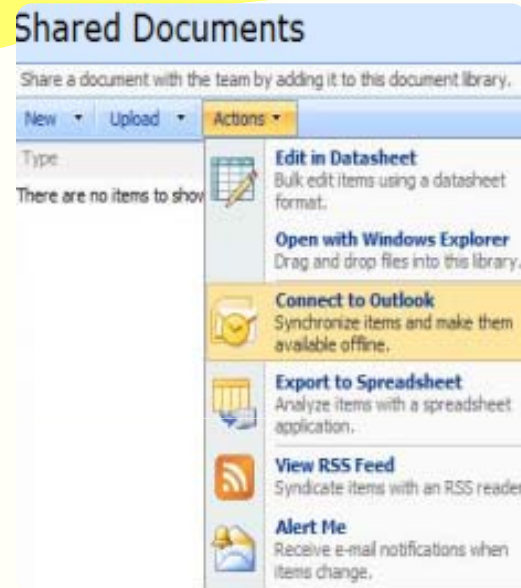 Shared Documents
Share a document with the team by adding it to this document library.
New Upload Actions
Type
There are no items to show
Edit in Datasheet
Bulk edit items using a datasheet
format.
Open with Windows Explorer
Drag and drop files into this library.
Connect to Outlook
Synchronize items and make them
available offline.
Export to Spreadsheet
Analyze items with a spreadsheet
application.
View RSS Feed
Syndicate items with an RSS reader
Alert Me
Receive e-mail notifications when
items change.